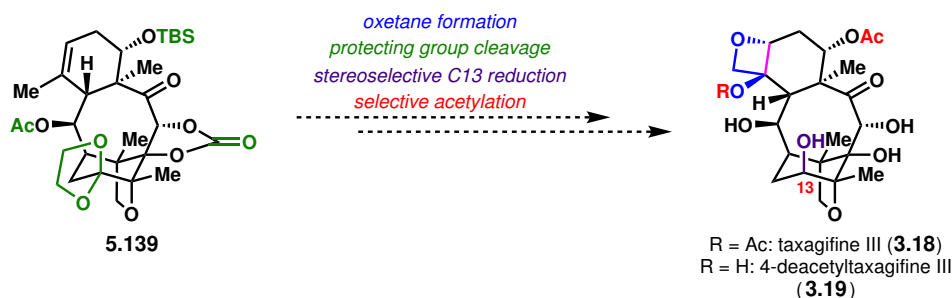 oxetane formation
protecting group cleavage
stereoselective C13 reduction
selective acetylation
OTBS
H
Me
O
Me
AcO
O
O
O
O
Me
Me
O
O
5.139
O
OAc
RO
H
Me
O
HO
OH
OH
Me
OH
Me
13
O
R = Ac: taxagifine III (3.18)
R = H: 4-deacetyltaxagifine III
(3.19)